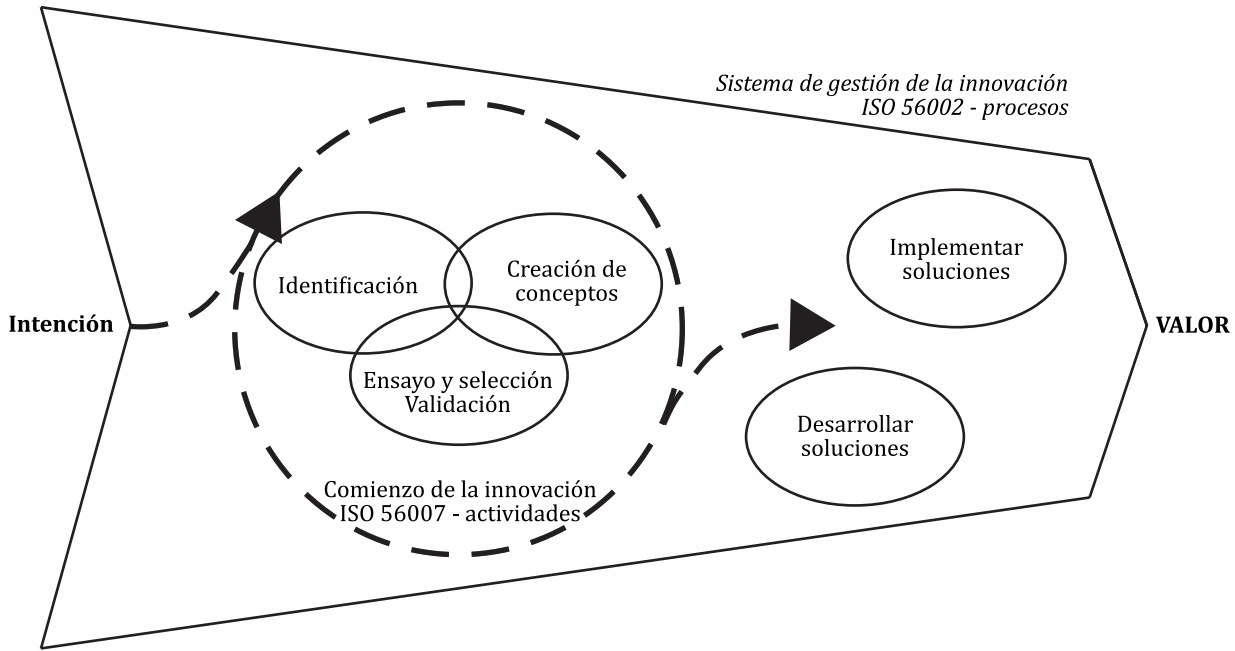 Sistema de gestión de la innovación
ISO 56002 - procesos
Intención
Identificación
Creación de
conceptos
Ensayo y selección
Validación
Comienzo de la innovación
ISO 56007 - actividades
Implementar
soluciones
Desarrollar
soluciones
VALOR